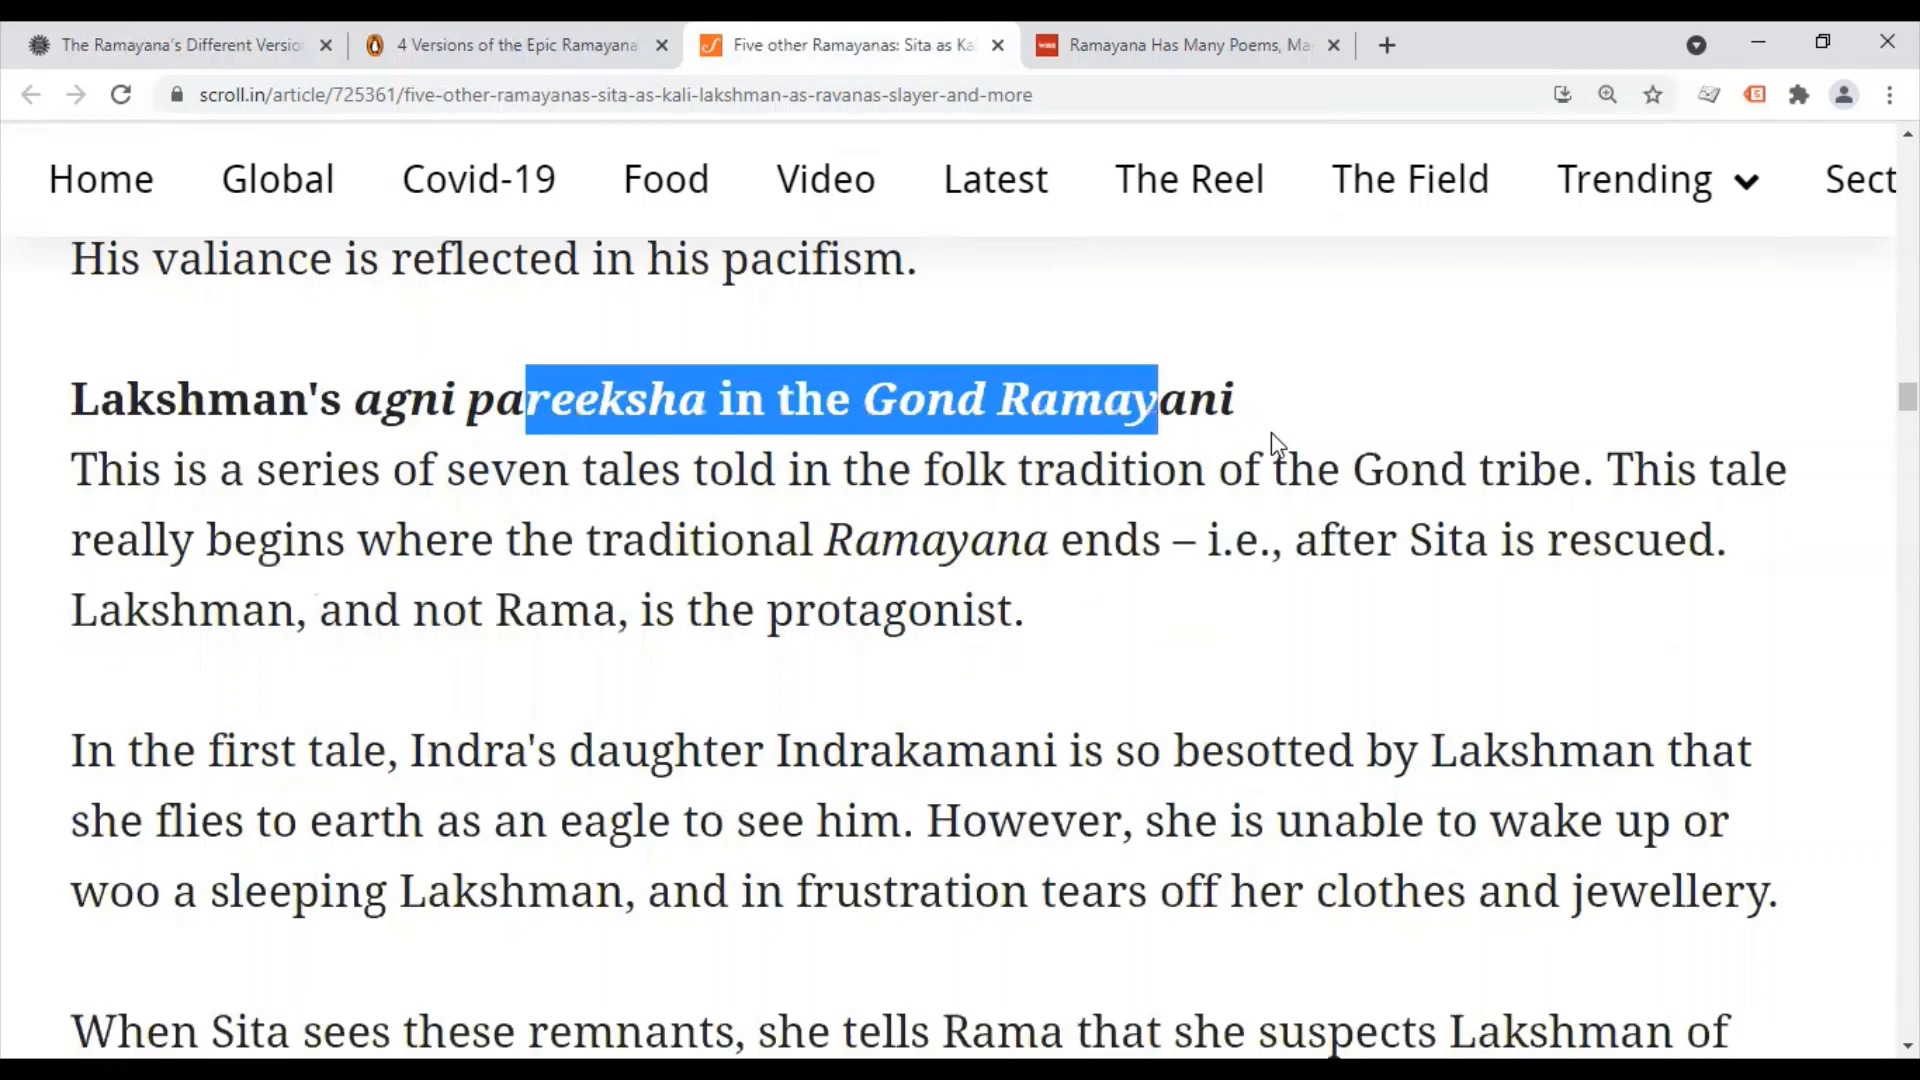 The Ramayana's Different Versio
4 Versions of the Epic Ramayana
Five other Ramayanas: Sita as Ka
Ramayana Has Many Poems, Ma
scroll.in/article/725361/five-other-ramayanas-sita-as-kali-lakshman-as-ravanas-slayer-and-more
Home Global Covid-19 Food Video Latest The Reel The Field Trending Sect
His valiance is reflected in his pacifism.
Lakshman's agni pareeksha in the Gond Ramayani
This is a series of seven tales told in the folk tradition of the Gond tribe. This tale
really begins where the traditional Ramayana ends – i.e., after Sita is rescued.
Lakshman, and not Rama, is the protagonist.
In the first tale, Indra's daughter Indrakamani is so besotted by Lakshman that
she flies to earth as an eagle to see him. However, she is unable to wake up or
woo a sleeping Lakshman, and in frustration tears off her clothes and jewellery.
When Sita sees these remnants, she tells Rama that she suspects Lakshman of